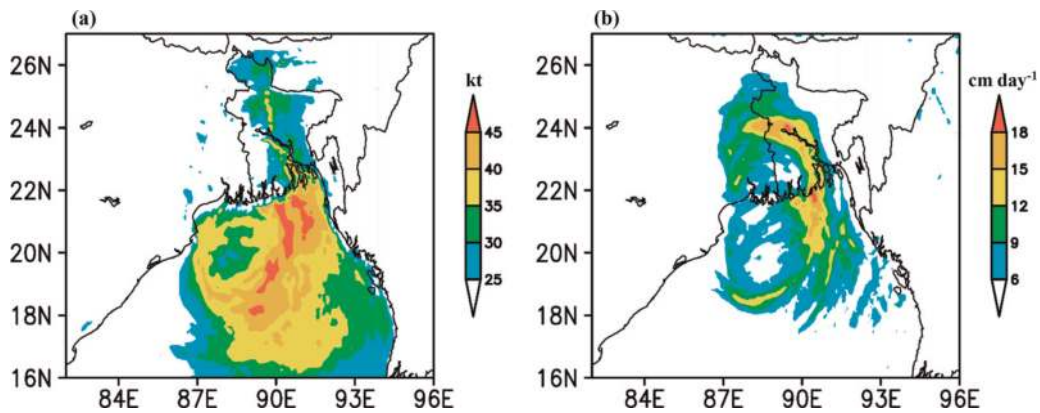 (a)
(b)
26N
24N
22N
20N
18N
16N
84E 87E 90E 93E 96E
kt
45
40
35
30
25
26N
24N
22N
20N
18N
16N
84E 87E 90E 93E 96E
cm day-1
18
15
12
9
6